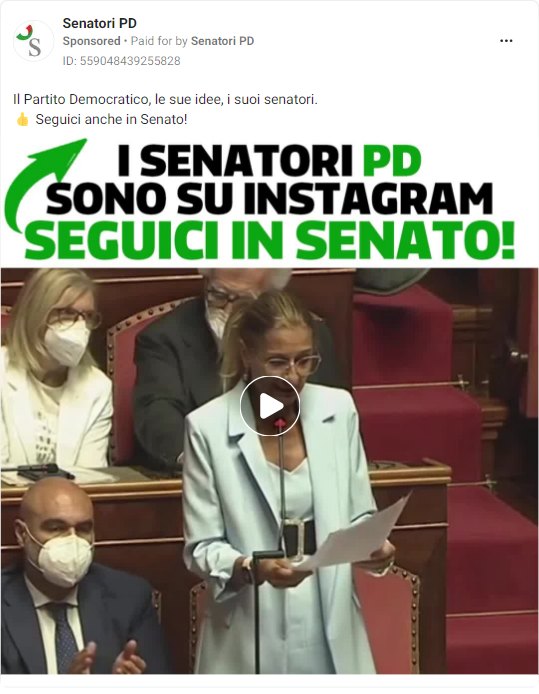 Senatori PD
Sponsored • Paid for by Senatori PD
ID: 559048439255828
Il Partito Democratico, le sue idee, i suoi senatori.
👍 Seguici anche in Senato!
I SENATORI PD
SONO SU INSTAGRAM
SEGUICI IN SENATO!